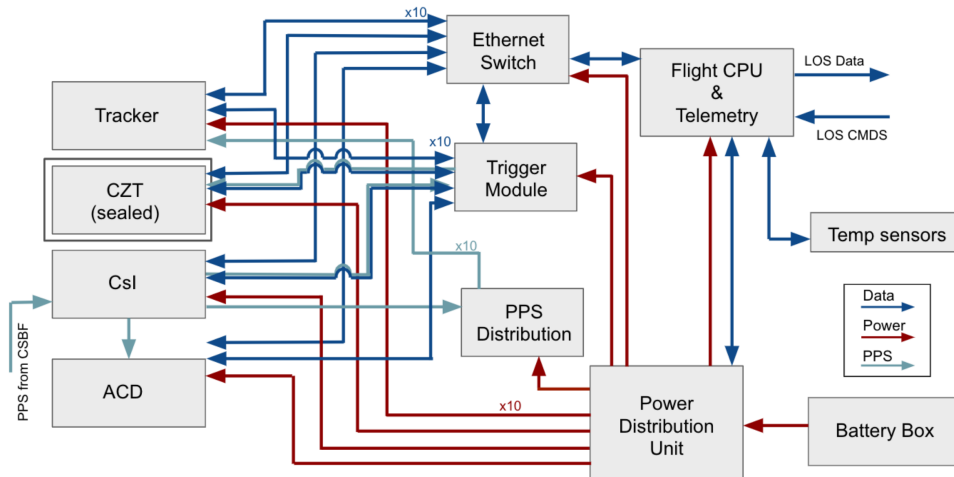 x10
Ethernet
Switch
Flight CPU
&
Telemetry
LOS Data
LOS CMDS
Tracker
x10
Trigger
Module
CZT
(sealed)
Temp sensors
x10
CsI
PPS
Distribution
Data
Power
PPS
PPS from CSBF
ACD
x10
Power
Distribution
Unit
Battery Box